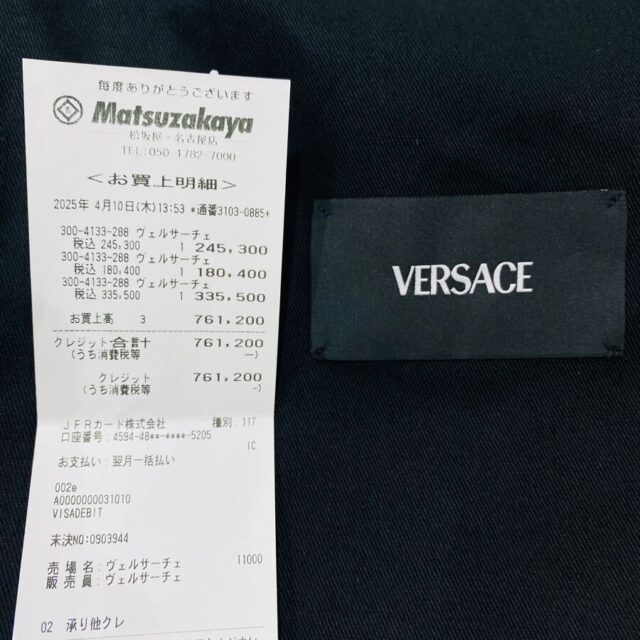 毎度ありがとうございます
Matsuzakaya
松坂屋・名古屋店
TEL:050-1782-7000
＜お買上明細＞
2025年 4月10日(木)13:53 *通番3103-0885+
300-4133-288 ヴェルサーチェ
税込 245,300 1 245,300
300-4133-288 ヴェルサーチェ
税込 180,400 1 180,400
300-4133-288 ヴェルサーチェ
税込 335,500 1 335,500
お買上高 3 761,200
クレジット合計 761,200
(うち消費税等 -)
クレジット 761,200
(うち消費税等 -)
JFRカード株式会社 種別:117
口座番号:4594-48**-****-5205
IC
お支払い:翌月一括払い
002e
A0000000031010
VISADEBIT
未決NO:0903944
売 場 名:ヴェルサーチェ 11000
販 売 員:ヴェルサーチェ
02 承り他クレ
VERSACE